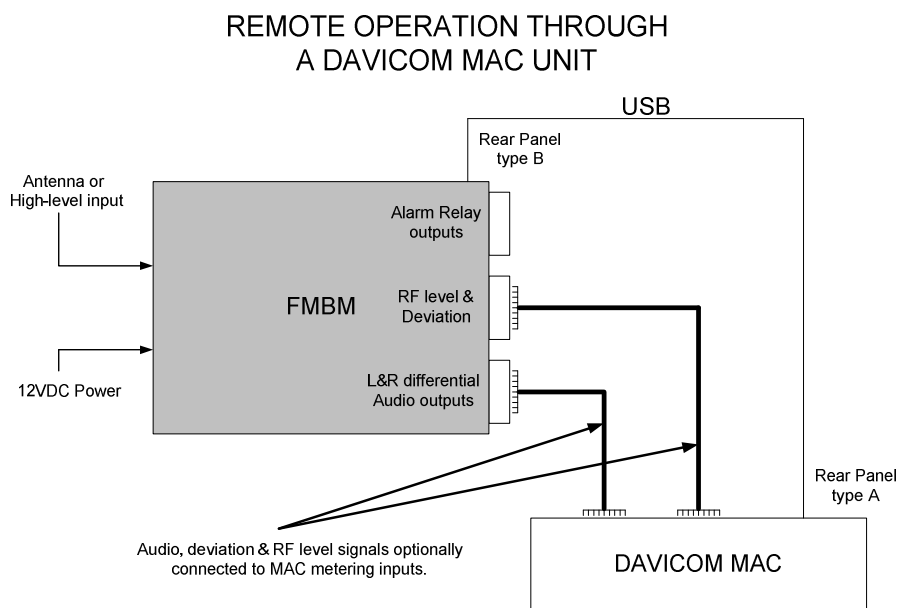 REMOTE OPERATION THROUGH
A DAVICOM MAC UNIT
USB
Rear Panel
type B
Antenna or
High-level input
Alarm Relay
outputs
FMBM
RF level &
Deviation
12VDC Power
L&R differential
Audio outputs
Rear Panel
type A
Audio, deviation & RF level signals optionally
connected to MAC metering inputs.
DAVICOM MAC